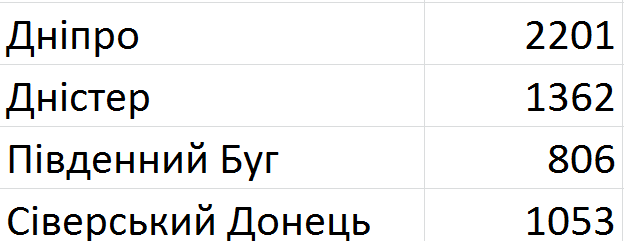 Дніпро 2201
Дністер 1362
Південний Буг 806
Сіверський Донець 1053